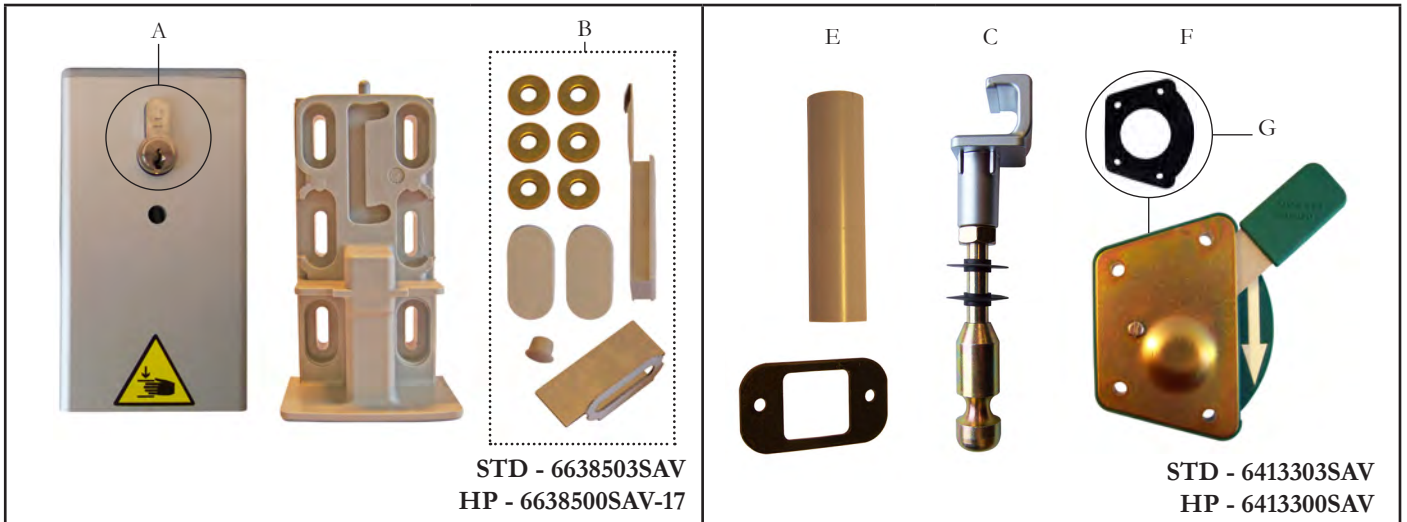 A
B
STD - 6638503SAV
HP - 6638500SAV-17
E
C
F
G
STD - 6413303SAV
HP - 6413300SAV